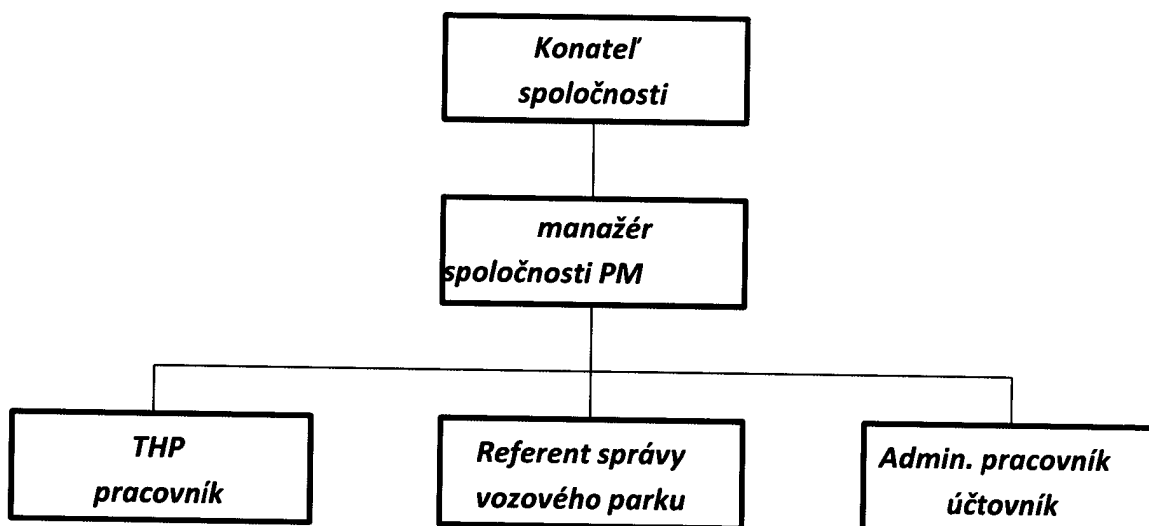 Konateľ
spoločnosti
manažér
spoločnosti PM
THP
pracovník
Referent správy
vozového parku
Admin. pracovník
účtovník